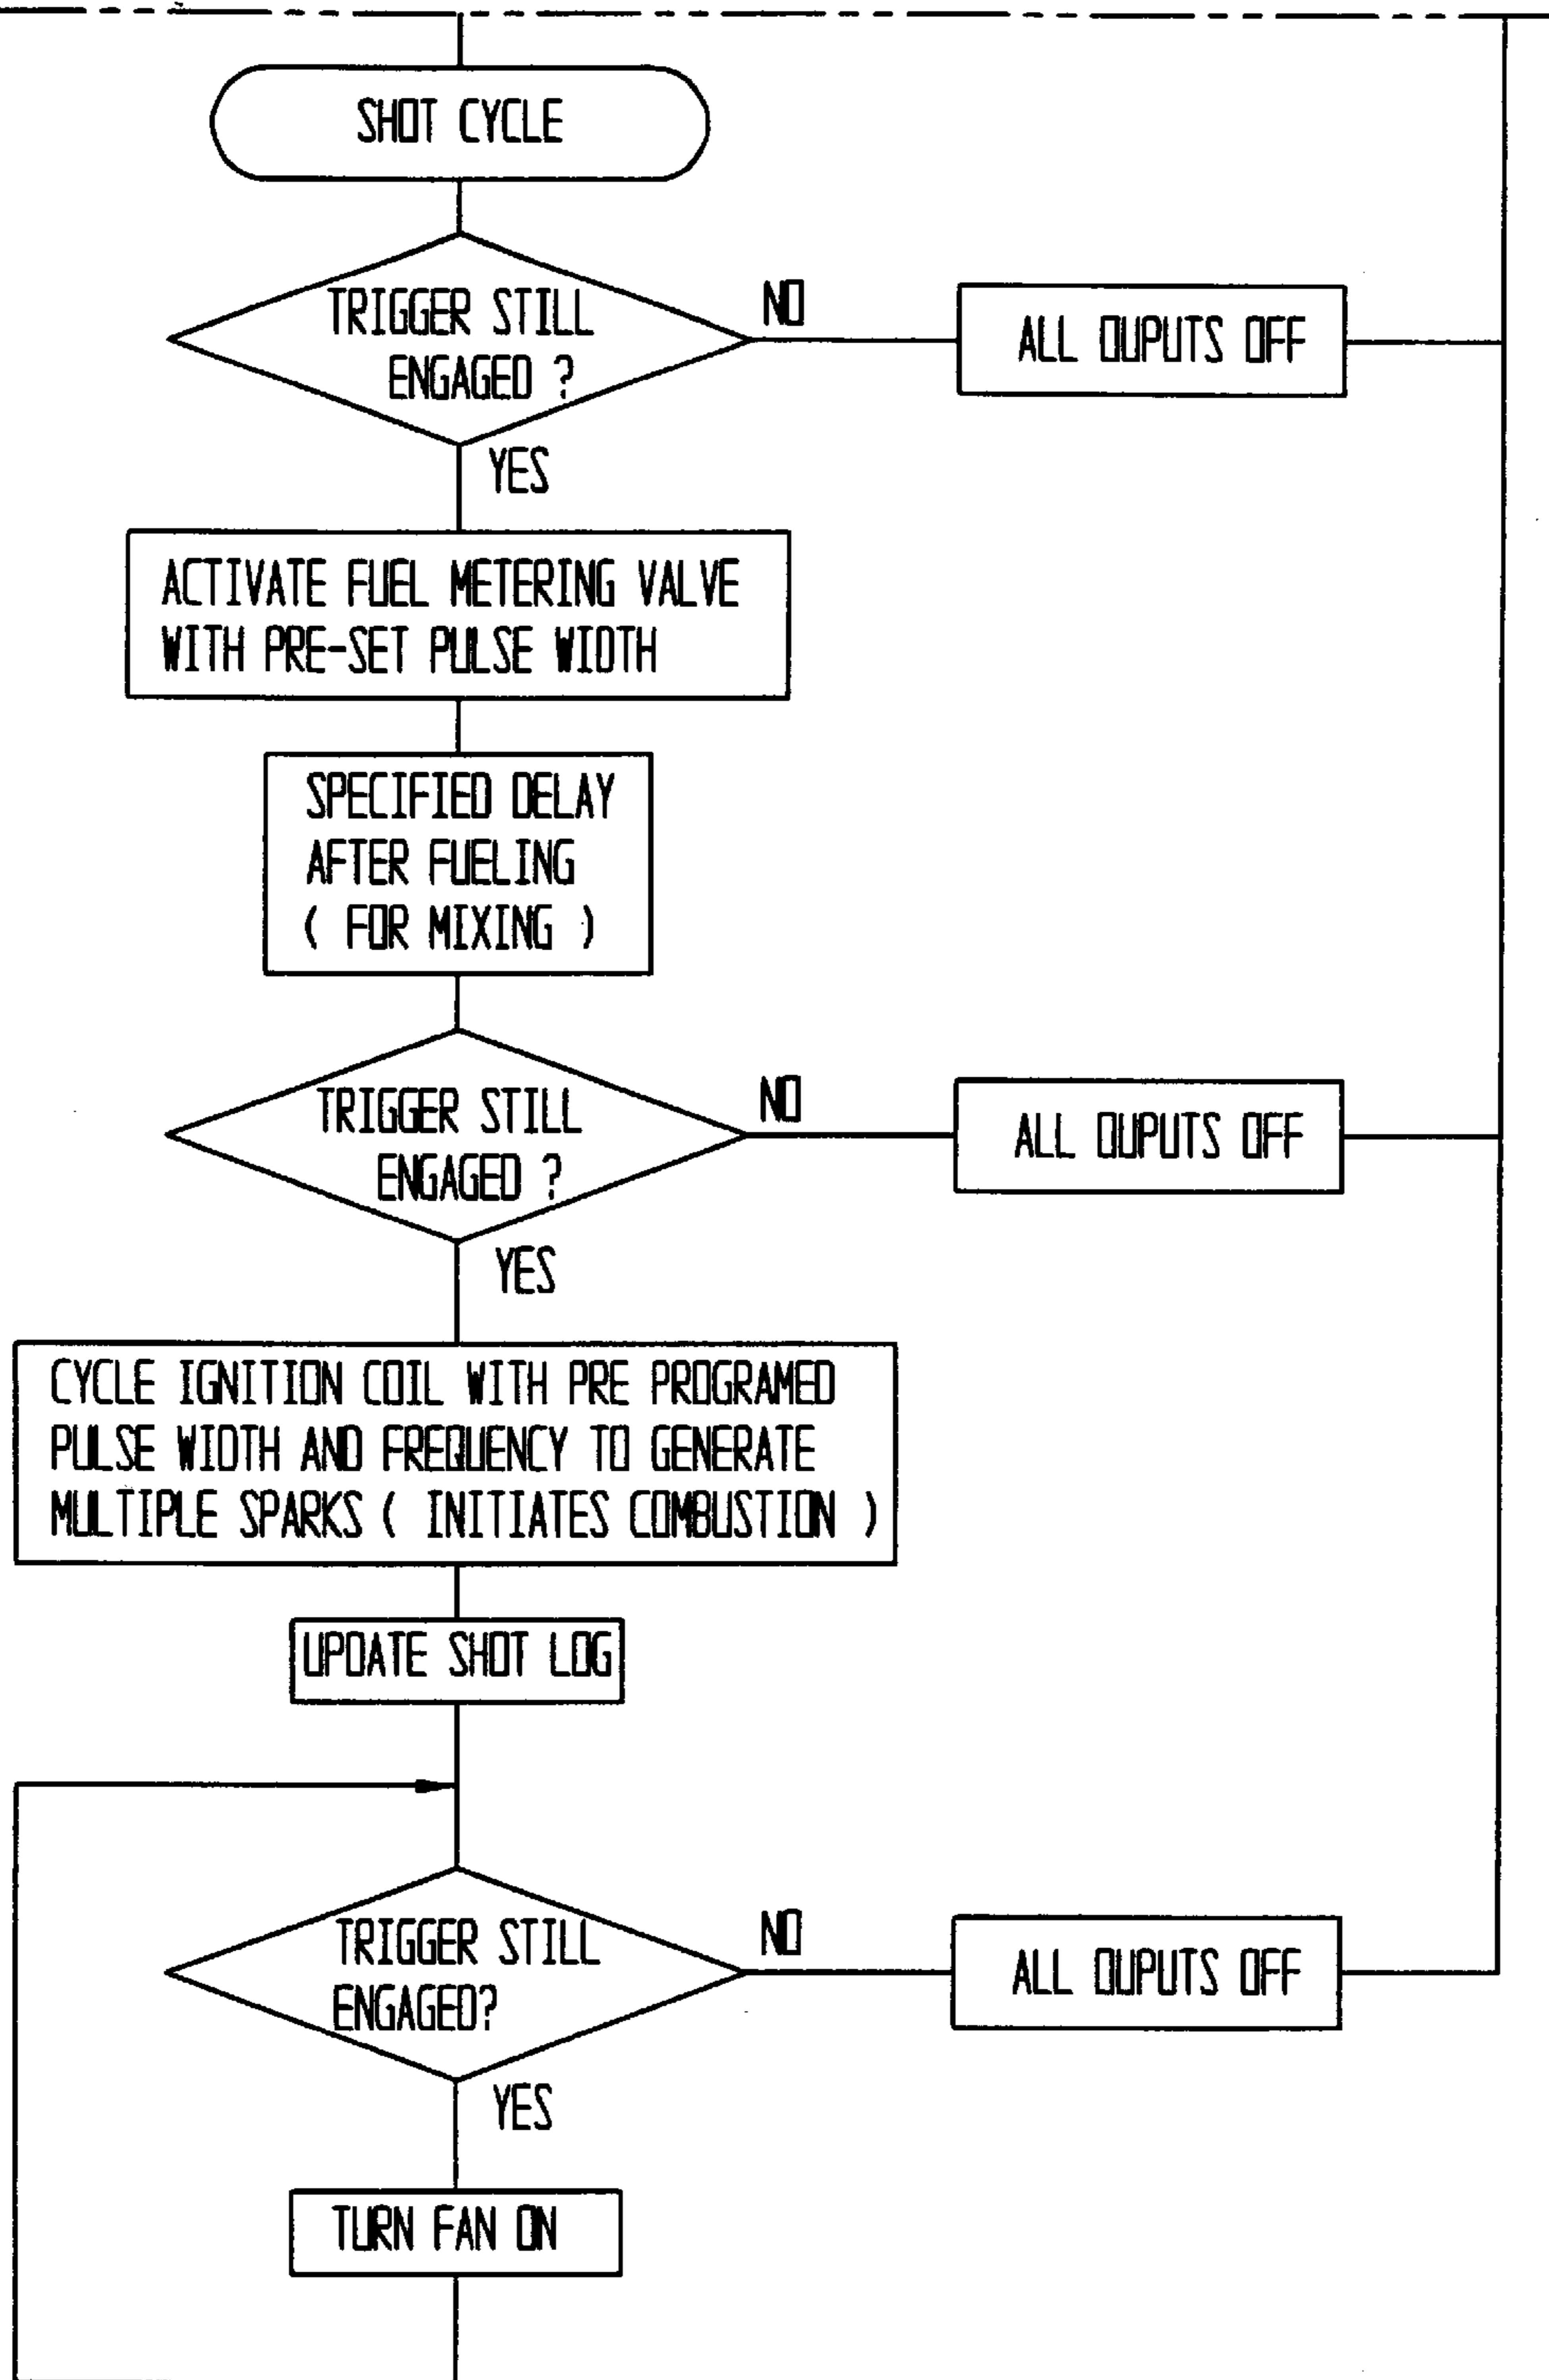 SHOT CYCLE
TRIGGER STILL
ENGAGED ?
NO
ALL OUPUTS OFF
YES
ACTIVATE FUEL METERING VALVE
WITH PRE-SET PULSE WIDTH
SPECIFIED DELAY
AFTER FUELING
( FOR MIXING )
TRIGGER STILL
ENGAGED ?
NO
ALL OUPUTS OFF
YES
CYCLE IGNITION COIL WITH PRE PROGRAMED
PULSE WIDTH AND FREQUENCY TO GENERATE
MULTIPLE SPARKS ( INITIATES COMBUSTION )
UPDATE SHOT LOG
TRIGGER STILL
ENGAGED?
NO
ALL OUPUTS OFF
YES
TURN FAN ON